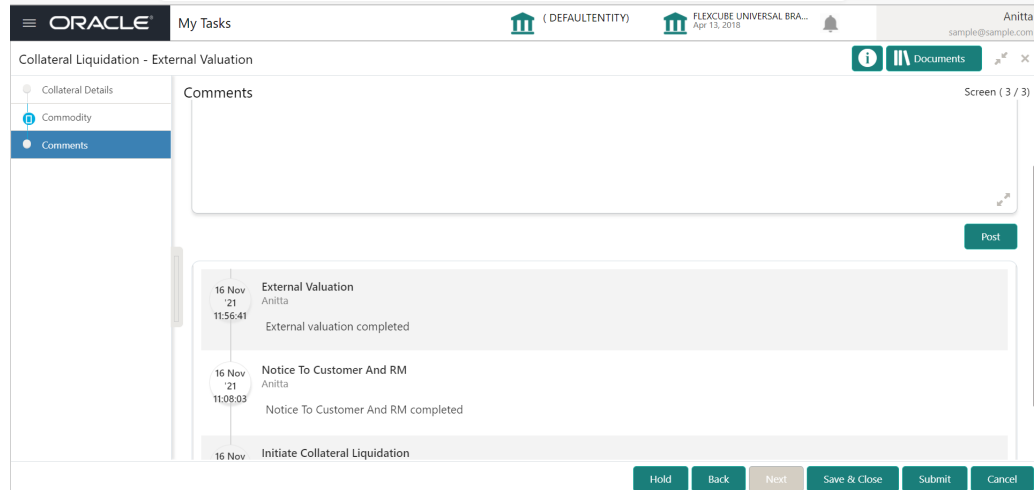 ORACLE
My Tasks
( DEFAULTENTITY)
FLEXCUBE UNIVERSAL BRA...
Apr 13, 2018
Anitta
sample@sample.com
Collateral Liquidation - External Valuation
Documents
Collateral Details
Commodity
Comments
Comments
Screen ( 3 / 3)
Post
16 Nov
'21
11:56:41
External Valuation
Anitta
External valuation completed
16 Nov
'21
11:08:03
Notice To Customer And RM
Anitta
Notice To Customer And RM completed
16 Nov
Initiate Collateral Liquidation
Hold
Back
Next
Save & Close
Submit
Cancel